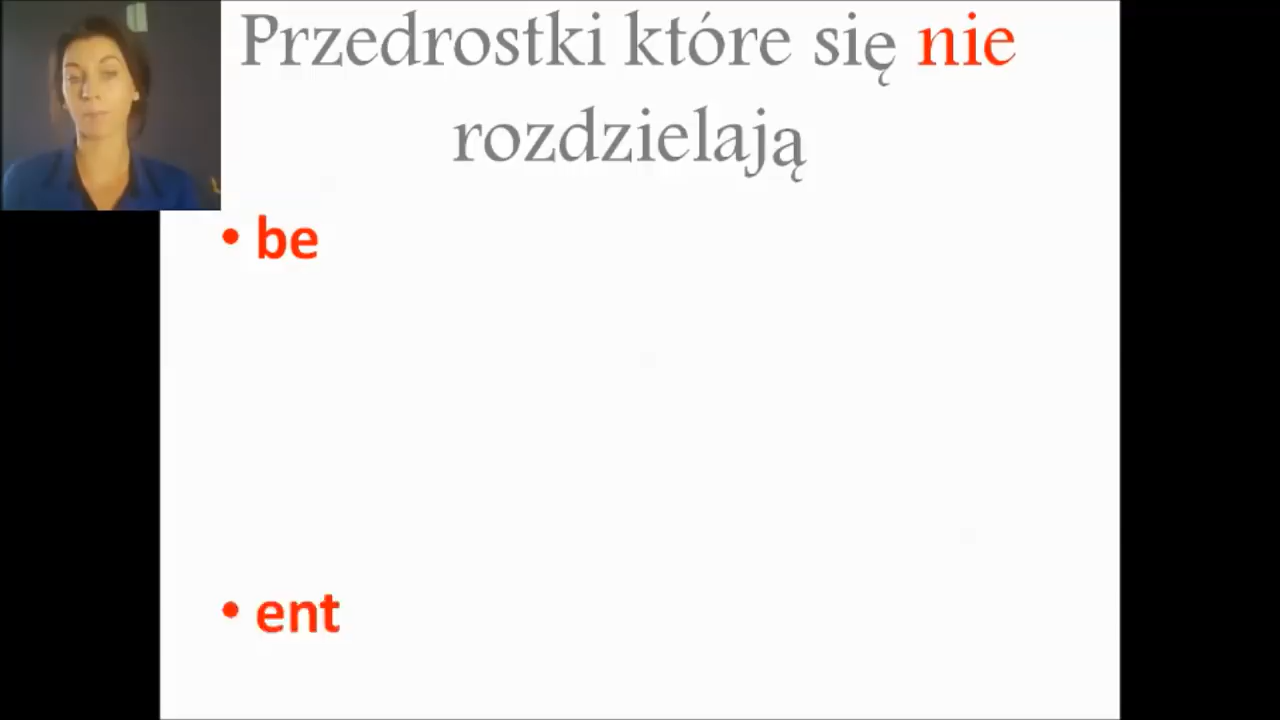 Przedrostki które się nie
rozdzielają
• be
• ent